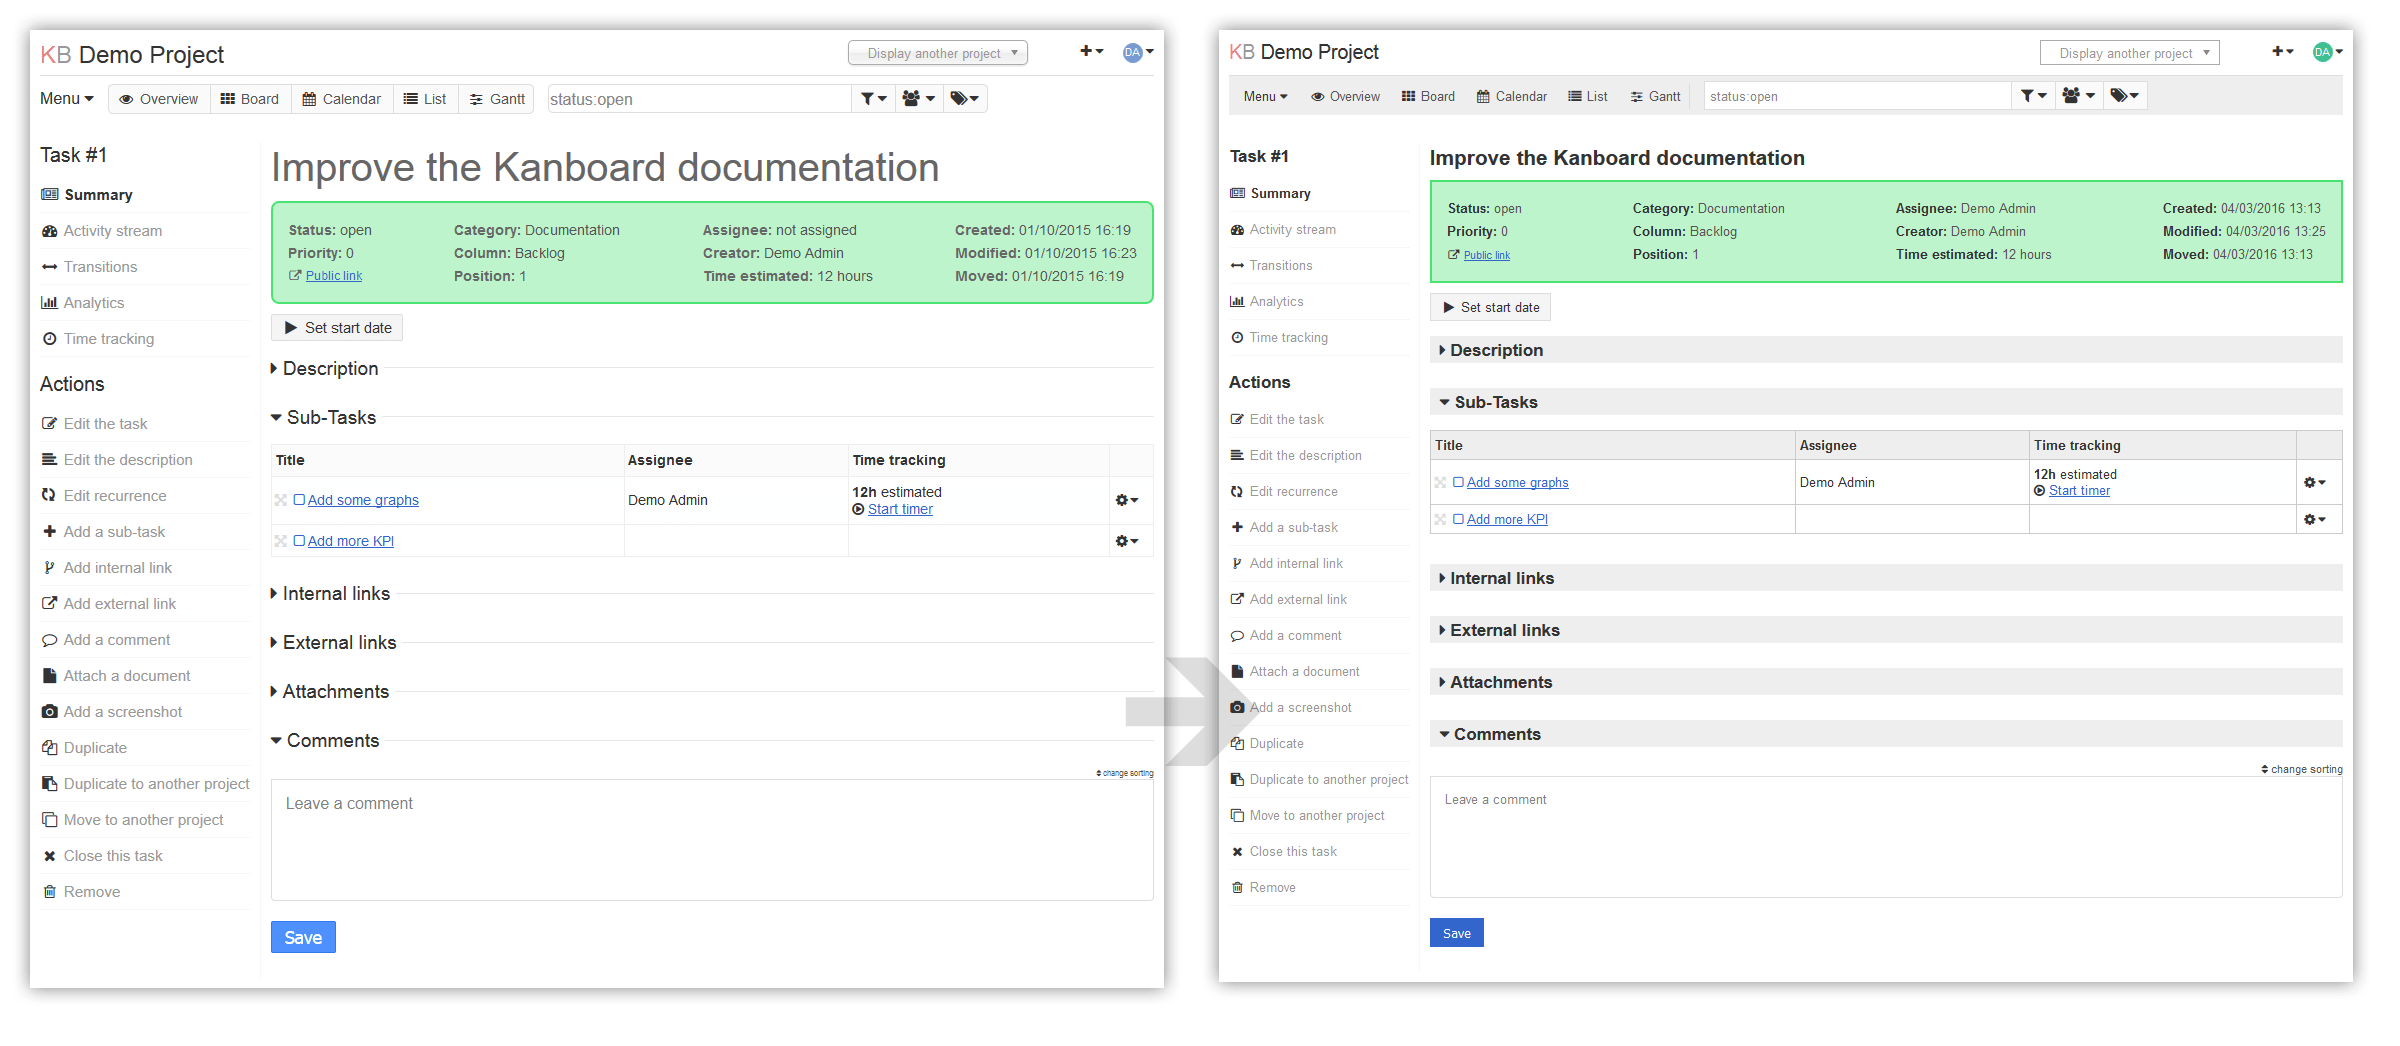 KB Demo Project
Display another project
DA
Menu
Overview
Board
Calendar
List
Gantt
status:open
Task #1
Summary
Activity stream
Transitions
Analytics
Time tracking
Actions
Edit the task
Edit the description
Edit recurrence
Add a sub-task
Add internal link
Add external link
Add a comment
Attach a document
Add a screenshot
Duplicate
Duplicate to another project
Move to another project
Close this task
Remove
Improve the Kanboard documentation
Status: open
Priority: 0
Public link
Category: Documentation
Column: Backlog
Position: 1
Assignee: not assigned
Creator: Demo Admin
Time estimated: 12 hours
Created: 01/10/2015 16:19
Modified: 01/10/2015 16:23
Moved: 01/10/2015 16:19
Set start date
Description
Sub-Tasks
Title Assignee Time tracking
Add some graphs Demo Admin 12h estimated
Start timer
Add more KPI
Internal links
External links
Attachments
Comments
change sorting
Leave a comment
Save
KB Demo Project
Display another project
DA
Menu
Overview
Board
Calendar
List
Gantt
status:open
Task #1
Summary
Activity stream
Transitions
Analytics
Time tracking
Actions
Edit the task
Edit the description
Edit recurrence
Add a sub-task
Add internal link
Add external link
Add a comment
Attach a document
Add a screenshot
Duplicate
Duplicate to another project
Move to another project
Close this task
Remove
Improve the Kanboard documentation
Status: open
Priority: 0
Public link
Category: Documentation
Column: Backlog
Position: 1
Assignee: Demo Admin
Creator: Demo Admin
Time estimated: 12 hours
Created: 04/03/2016 13:13
Modified: 04/03/2016 13:25
Moved: 04/03/2016 13:13
Set start date
Description
Sub-Tasks
Title Assignee Time tracking
Add some graphs Demo Admin 12h estimated
Start timer
Add more KPI
Internal links
External links
Attachments
Comments
change sorting
Leave a comment
Save